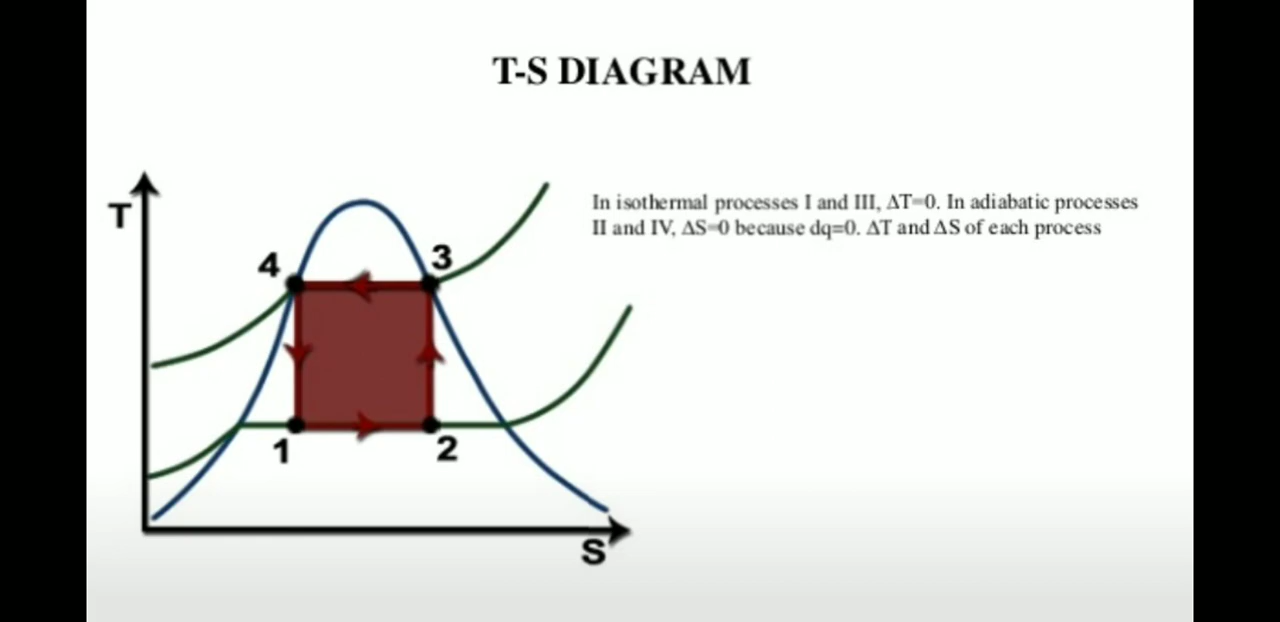 T-S DIAGRAM
T
In isothermal processes I and III, ΔT=0. In adiabatic processes
II and IV, ΔS=0 because dq=0. ΔT and ΔS of each process
4
3
1
2
S